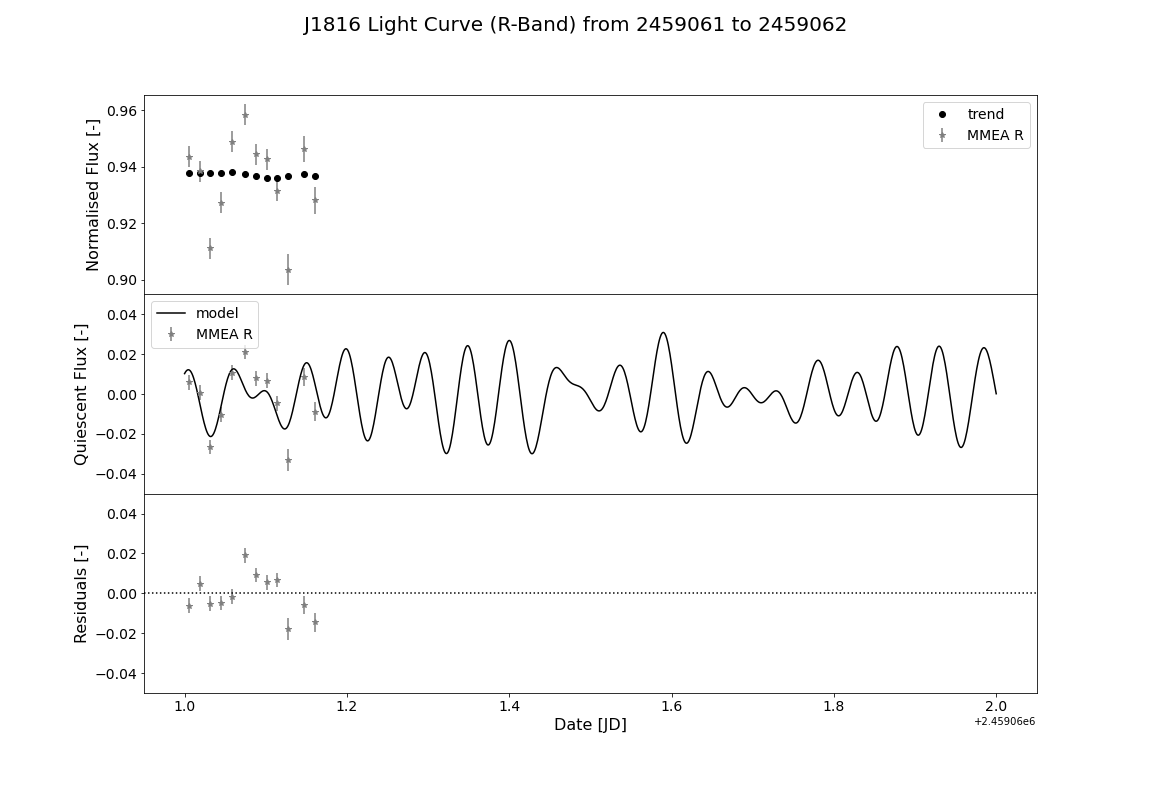 J1816 Light Curve (R-Band) from 2459061 to 2459062
Normalised Flux [-]
0.96
0.94
0.92
0.90
trend
MMEA R
Quiescent Flux [-]
0.04
0.02
0.00
−0.02
−0.04
model
MMEA R
Residuals [-]
0.04
0.02
0.00
−0.02
−0.04
1.0 1.2 1.4 1.6 1.8 2.0
Date [JD]
+2.45906e6